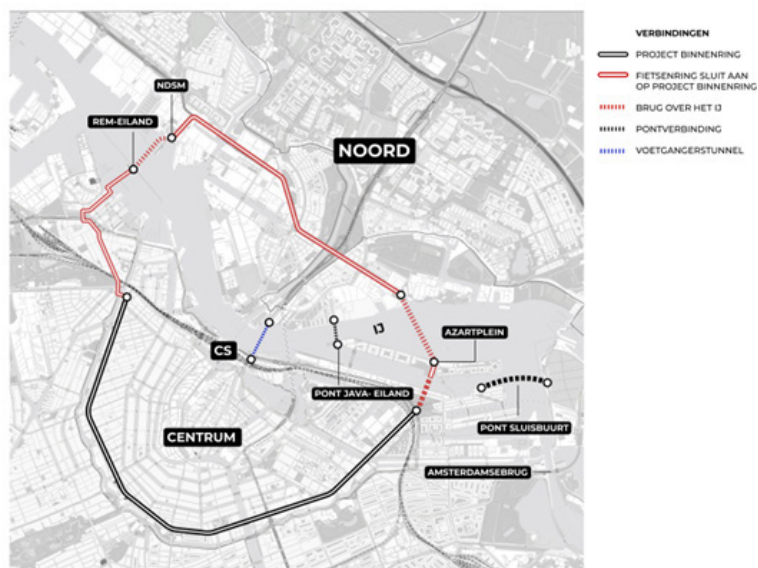 NDSM
REM-EILAND
NOORD
IJ
AZARTPLEIN
CS
PONT JAVA- EILAND
CENTRUM
PONT SLUISBUURT
AMSTERDAMSEBRUG
VERBINDINGEN
PROJECT BINNENRING
FIETSENRING SLUIT AAN
OP PROJECT BINNENRING
BRUG OVER HET IJ
PONTVERBINDING
VOETGANGERSTUNNEL